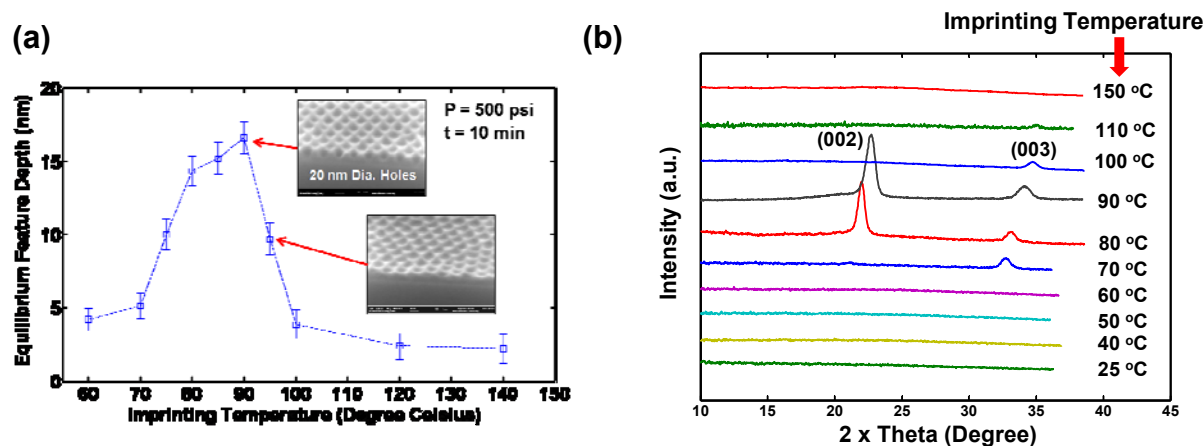 (a)
Equilibrium Feature Depth (nm)
20
15
10
5
0
P = 500 psi
t = 10 min
20 nm Dia. Holes
60 70 80 90 100 110 120 130 140 150
Imprinting Temperature (Degree Celsius)
(b)
Imprinting Temperature
Intensity (a.u.)
150 °C
110 °C
(002)
(003)
100 °C
90 °C
80 °C
70 °C
60 °C
50 °C
40 °C
25 °C
10 15 20 25 30 35 40 45
2 x Theta (Degree)